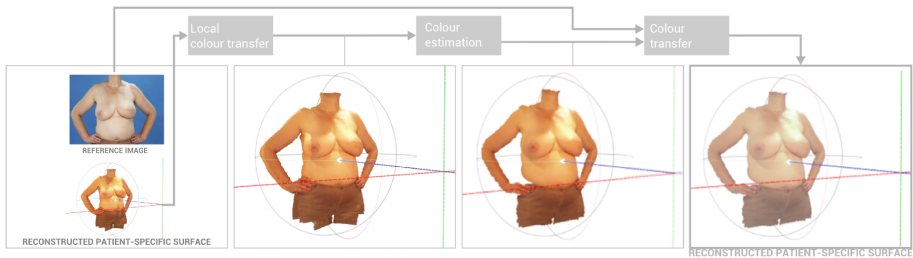 Local
colour transfer
Colour
estimation
Colour
transfer
REFERENCE IMAGE
RECONSTRUCTED PATIENT-SPECIFIC SURFACE
RECONSTRUCTED PATIENT-SPECIFIC SURFACE